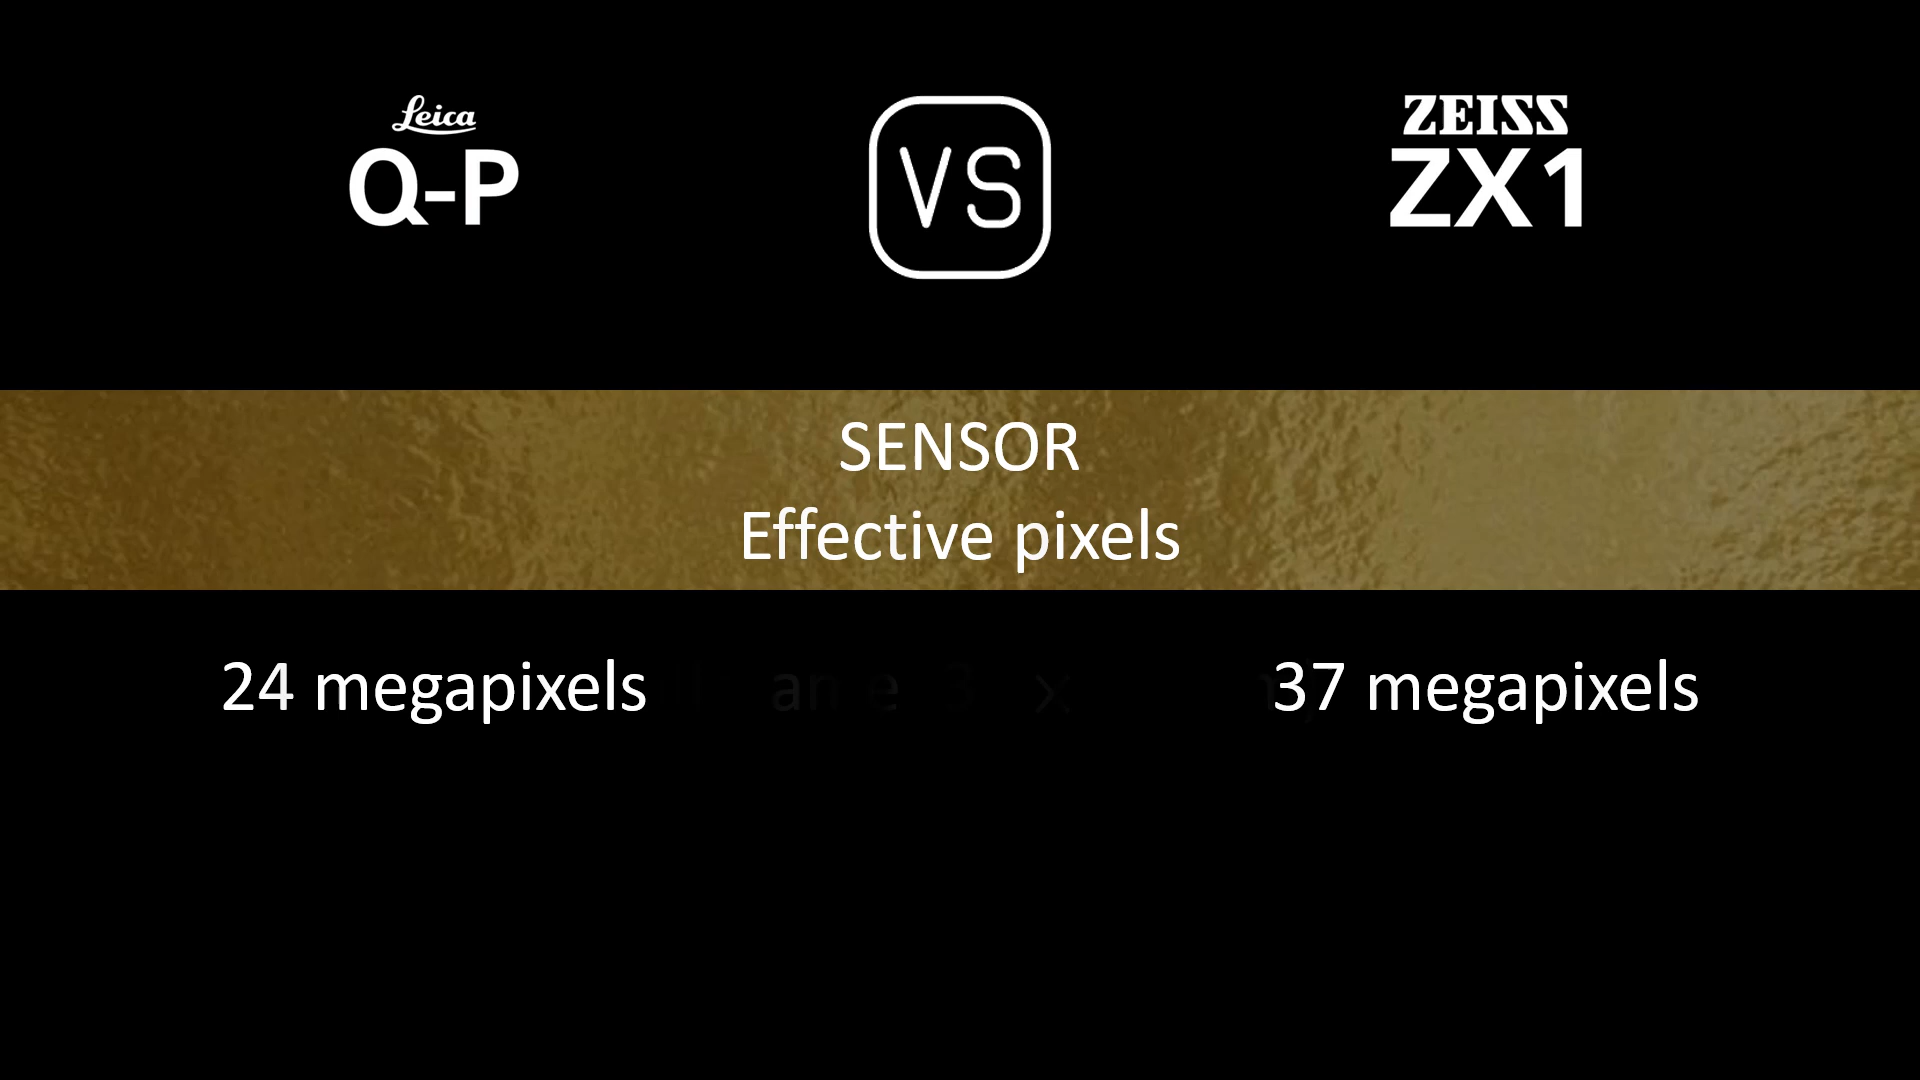 Leica
Q-P
VS
ZEISS
ZX1
SENSOR
Effective pixels
24 megapixels
37 megapixels